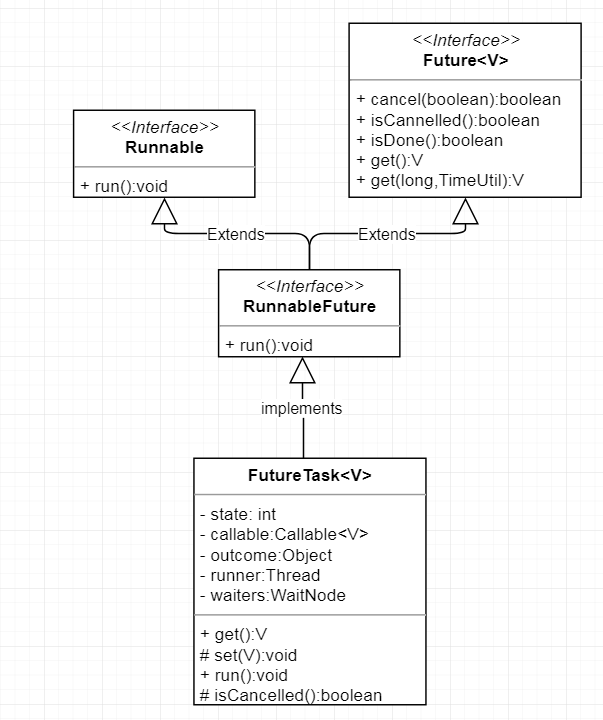 <<Interface>>
Future<V>
+ cancel(boolean):boolean
+ isCannelled():boolean
+ isDone():boolean
+ get():V
+ get(long,TimeUtil):V
<<Interface>>
Runnable
+ run():void
Extends
Extends
<<Interface>>
RunnableFuture
+ run():void
implements
FutureTask<V>
- state: int
- callable:Callable<V>
- outcome:Object
- runner:Thread
- waiters:WaitNode
+ get():V
# set(V):void
+ run():void
# isCancelled():boolean